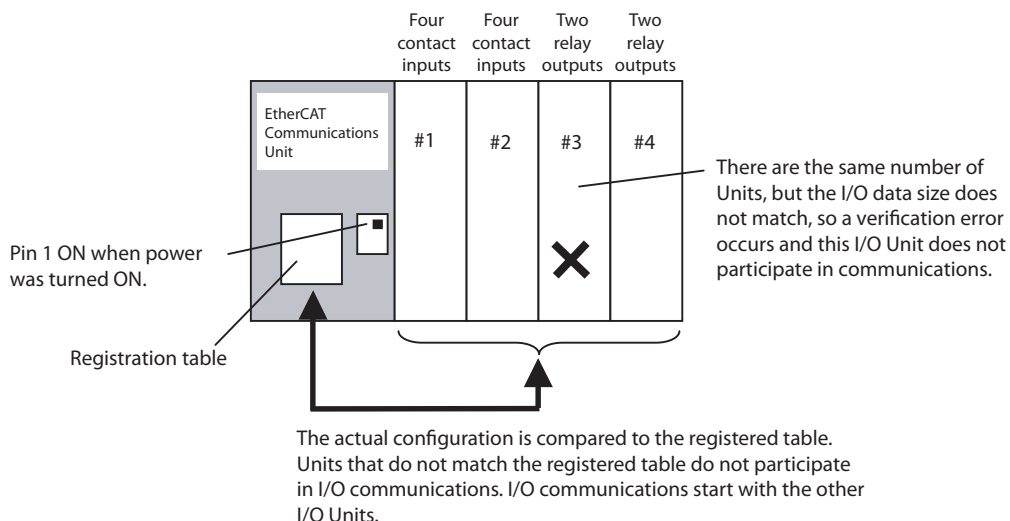 Four
contact
inputs
Four
contact
inputs
Two
relay
outputs
Two
relay
outputs
EtherCAT
Communications
Unit
#1
#2
#3
#4
There are the same number of
Units, but the I/O data size does
not match, so a verification error
occurs and this I/O Unit does not
participate in communications.
Pin 1 ON when power
was turned ON.
Registration table
The actual configuration is compared to the registered table.
Units that do not match the registered table do not participate
in I/O communications. I/O communications start with the other
I/O Units.